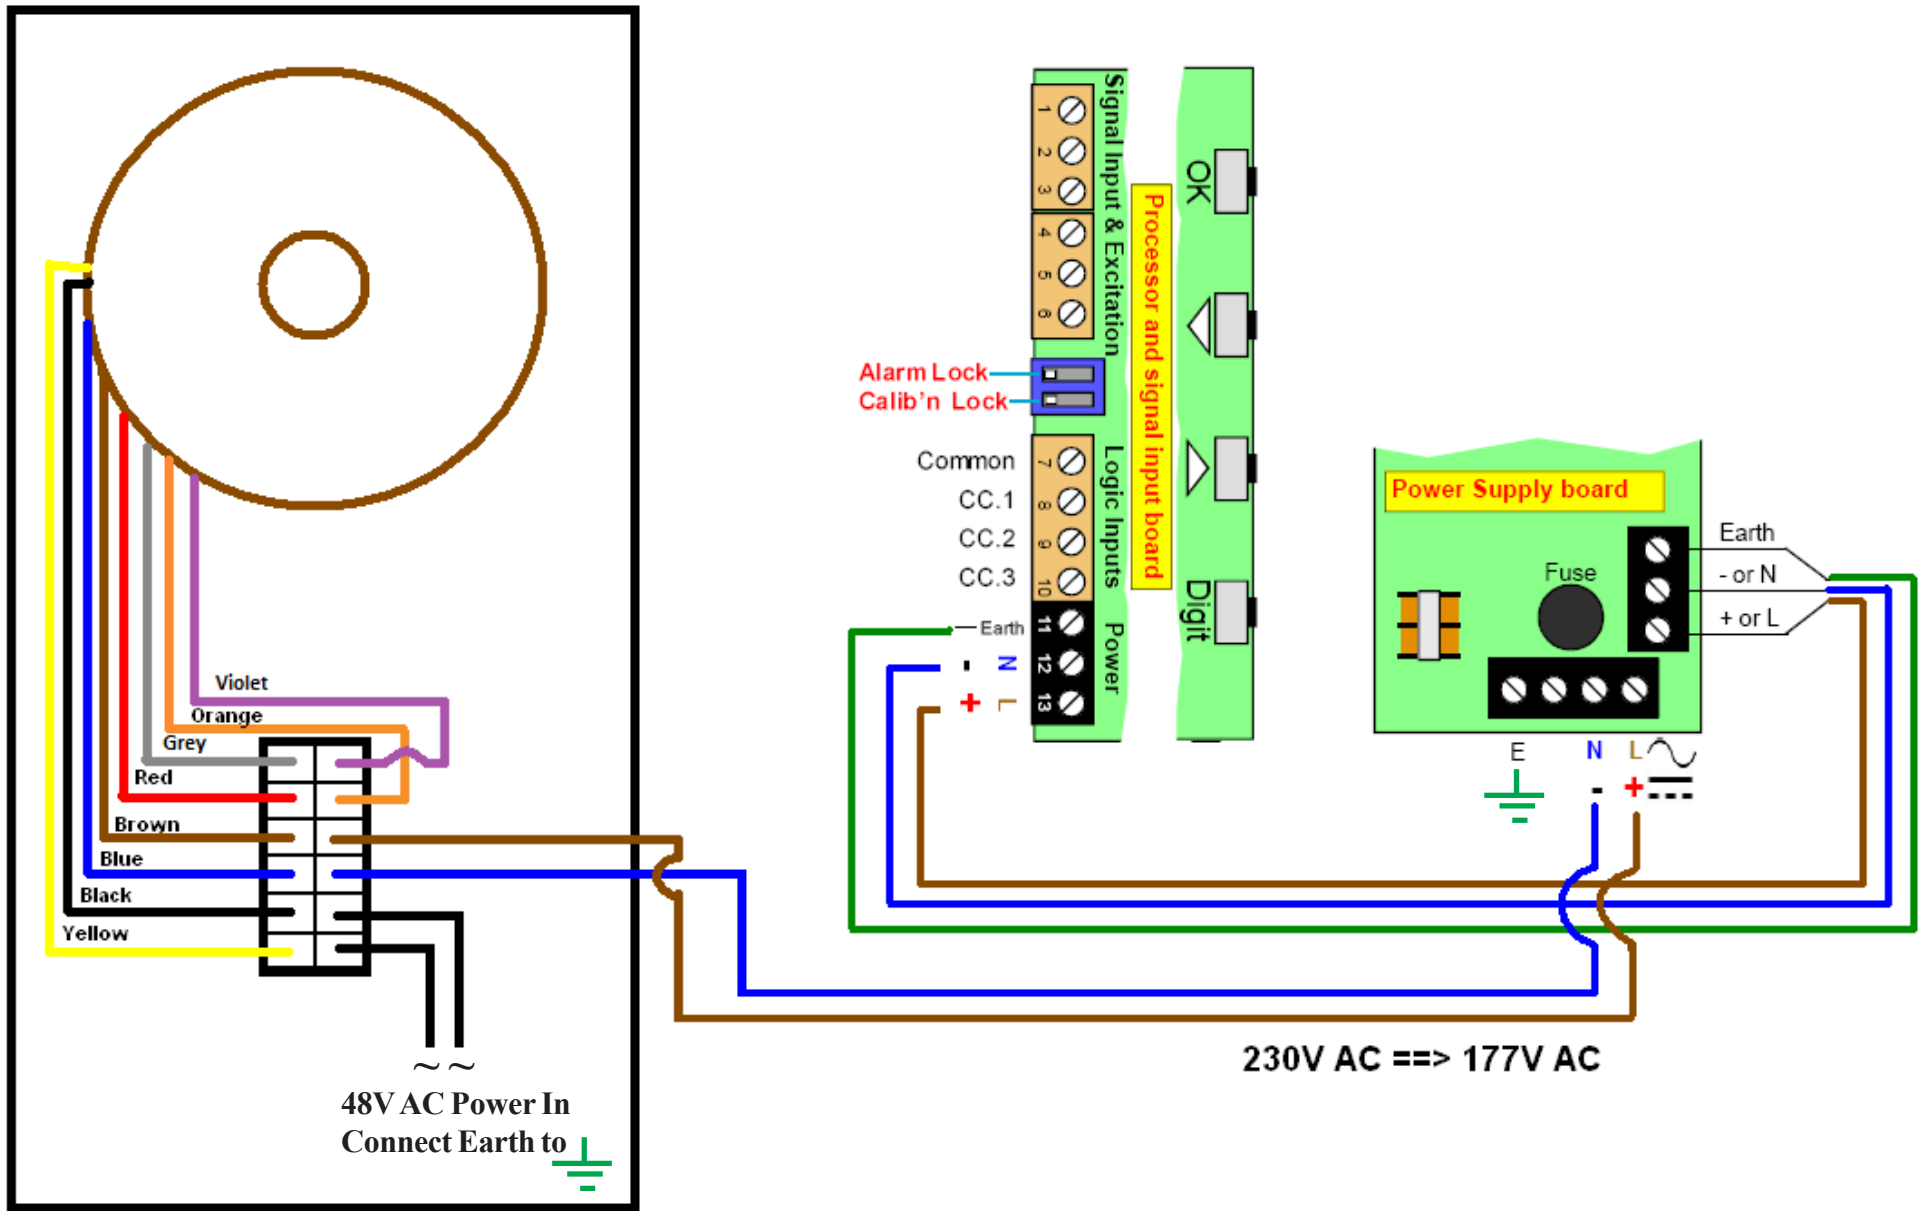 Violet
Orange
Grey
Red
Brown
Blue
Black
Yellow
~ ~
48V AC Power In
Connect Earth to
Signal Input & Excitation
1
2
3
4
5
6
Alarm Lock
Calib'n Lock
Logic Inputs
Common 7
CC.1 8
CC.2 9
CC.3 10
Power
Earth 11
- N 12
+ L 13
Processor and signal input board
OK
Digit
Power Supply board
Fuse
Earth
- or N
+ or L
E N L
- +
230V AC ==> 177V AC